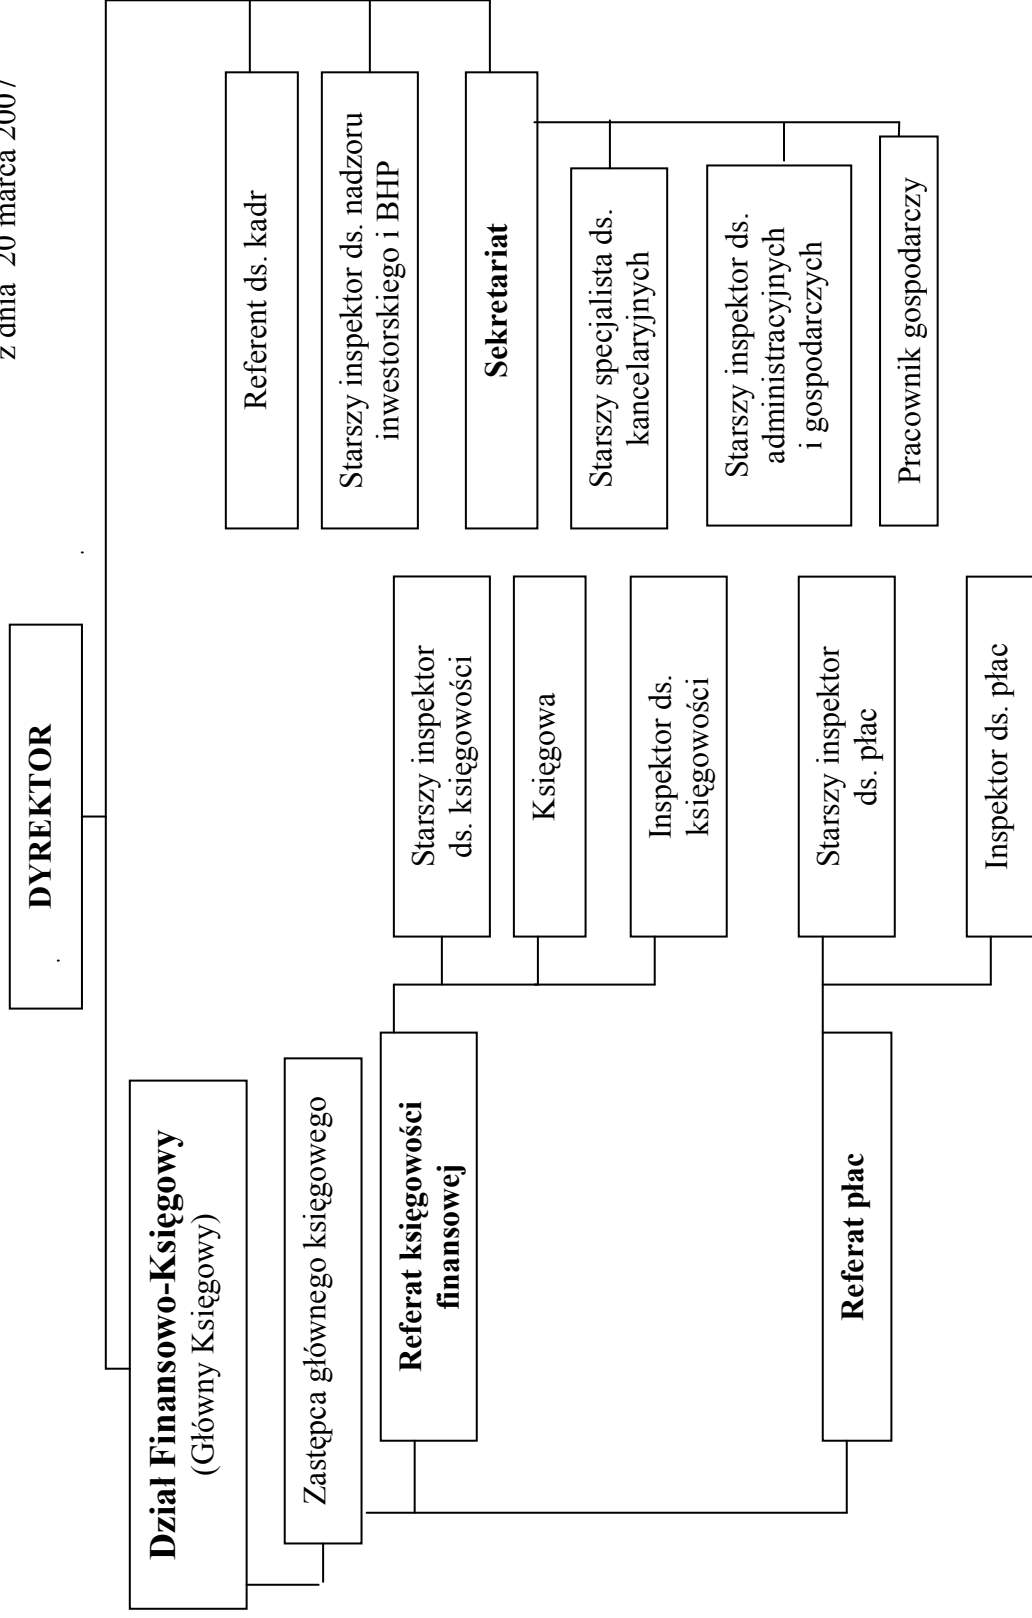 z dnia 20 marca 2007
DYREKTOR
Dział Finansowo-Księgowy
(Główny Księgowy)
Zastępca głównego księgowego
Referat księgowości
finansowej
Starszy inspektor
ds. księgowości
Księgowa
Inspektor ds.
księgowości
Referat płac
Starszy inspektor
ds. płac
Inspektor ds. płac
Referent ds. kadr
Starszy inspektor ds. nadzoru
inwestorskiego i BHP
Sekretariat
Starszy specjalista ds.
kancelaryjnych
Starszy inspektor ds.
administracyjnych
i gospodarczych
Pracownik gospodarczy